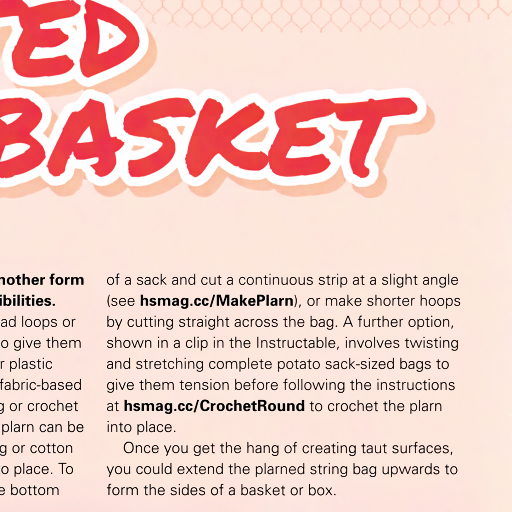 TED
BASKET
nother form
ibilities.
ad loops or
o give them
r plastic
fabric-based
g or crochet
plarn can be
g or cotton
o place. To
e bottom
of a sack and cut a continuous strip at a slight angle
(see hsmag.cc/MakePlarn), or make shorter hoops
by cutting straight across the bag. A further option,
shown in a clip in the Instructable, involves twisting
and stretching complete potato sack-sized bags to
give them tension before following the instructions
at hsmag.cc/CrochetRound to crochet the plarn
into place.
Once you get the hang of creating taut surfaces,
you could extend the planed string bag upwards to
form the sides of a basket or box.